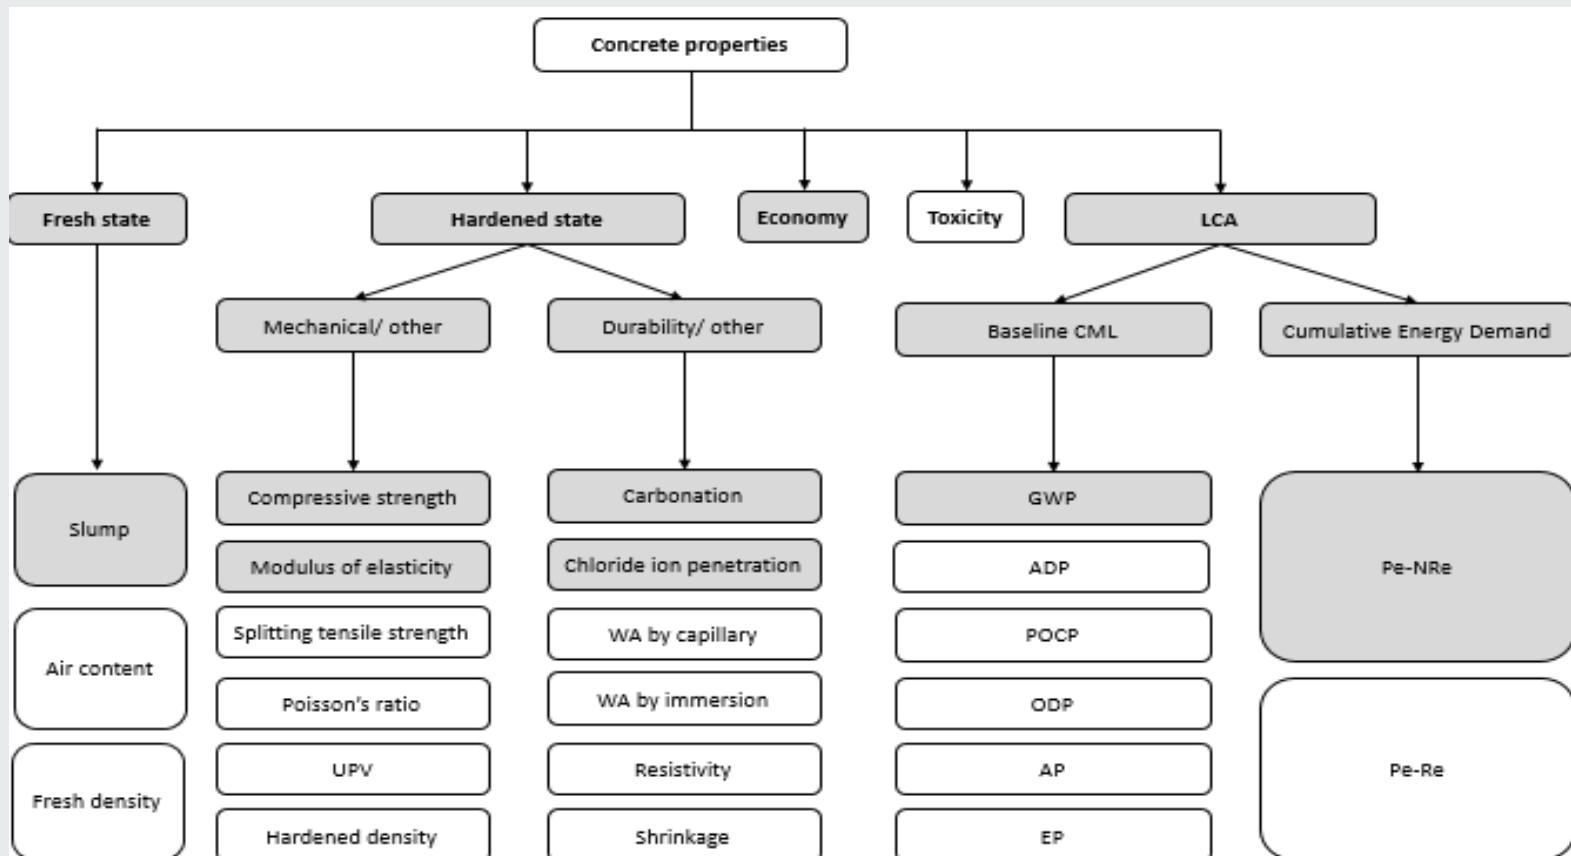 Concrete properties
Fresh state
Hardened state
Economy
Toxicity
LCA
Mechanical/ other
Durability/ other
Baseline CML
Cumulative Energy Demand
Slump
Air content
Fresh density
Compressive strength
Modulus of elasticity
Splitting tensile strength
Poisson's ratio
UPV
Hardened density
Carbonation
Chloride ion penetration
WA by capillary
WA by immersion
Resistivity
Shrinkage
GWP
ADP
POCP
ODP
AP
EP
Pe-NRe
Pe-Re